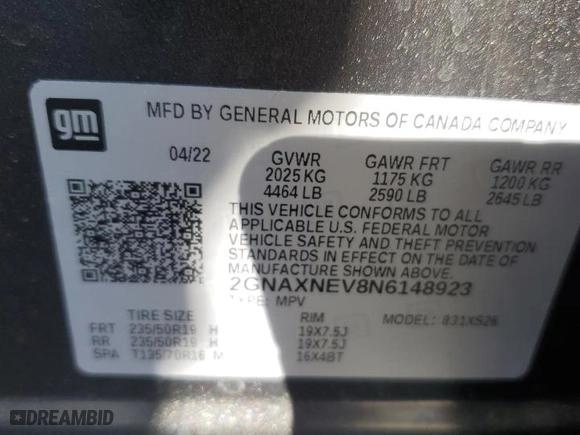 gm
MFD BY GENERAL MOTORS OF CANADA COMPANY
04/22 GVWR GAWR FRT GAWR RR
2025 KG 1175 KG 1200 KG
4464 LB 2590 LB 2645 LB
THIS VEHICLE CONFORMS TO ALL
APPLICABLE U.S. FEDERAL MOTOR
VEHICLE SAFETY AND THEFT PREVENTION
STANDARDS IN EFFECT ON THE DATE
OF MANUFACTURE SHOWN ABOVE.
2GNAXNEV8N6148923
TYPE: MPV MODEL: 831XS26
TIRE SIZE RIM
FRT 235/50R19 H 19X7.5J
RR 235/50R19 H 19X7.5J
SPA T135/70R16 M 16X4BT
DREAMBID